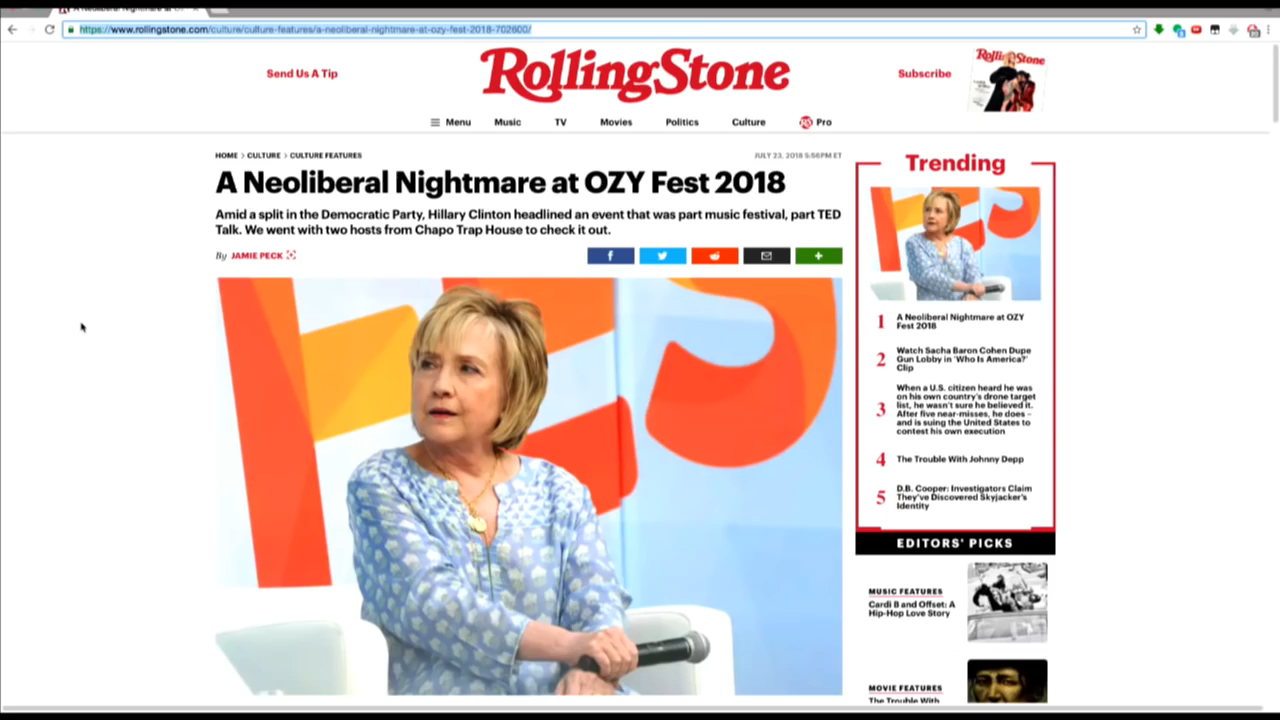 A Neoliberal Nightmare at OZY
https://www.rollingstone.com/culture/culture-features/a-neoliberal-nightmare-at-ozy-fest-2018-702600/
Send Us A Tip
RollingStone
Subscribe
Menu Music TV Movies Politics Culture Pro
HOME > CULTURE > CULTURE FEATURES
JULY 23, 2018 5:56PM ET
A Neoliberal Nightmare at OZY Fest 2018
Amid a split in the Democratic Party, Hillary Clinton headlined an event that was part music festival, part TED
Talk. We went with two hosts from Chapo Trap House to check it out.
By JAMIE PECK
Trending
1 A Neoliberal Nightmare at OZY
Fest 2018
2 Watch Sacha Baron Cohen Dupe
Gun Lobby in 'Who Is America?'
Clip
3 When a U.S. citizen heard he was
on his own country's drone target
list, he wasn't sure he believed it.
After five near-misses, he does –
and is suing the United States to
contest his own execution
4 The Trouble With Johnny Depp
5 D.B. Cooper: Investigators Claim
They've Discovered Skyjacker's
Identity
EDITORS' PICKS
MUSIC FEATURES
Cardi B and Offset: A
Hip-Hop Love Story
MOVIE FEATURES
The Trouble With